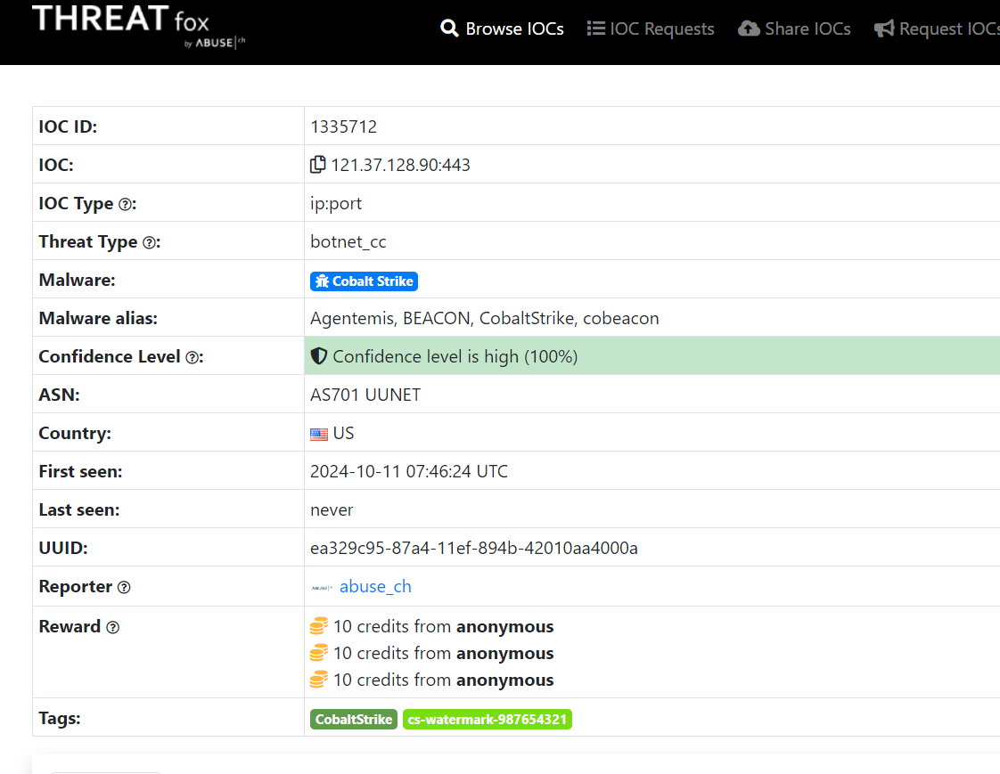 THREAT fox
by ABUSE|ch
Browse IOCs
IOC Requests
Share IOCs
Request IOCs
IOC ID: 1335712
IOC: 121.37.128.90:443
IOC Type ?: ip:port
Threat Type ?: botnet_cc
Malware: Cobalt Strike
Malware alias: Agentemis, BEACON, CobaltStrike, cobeacon
Confidence Level ?: Confidence level is high (100%)
ASN: AS701 UUNET
Country: US
First seen: 2024-10-11 07:46:24 UTC
Last seen: never
UUID: ea329c95-87a4-11ef-894b-42010aa4000a
Reporter ? ABUSE|ch abuse_ch
Reward ? 10 credits from anonymous
10 credits from anonymous
10 credits from anonymous
Tags: CobaltStrike cs-watermark-987654321